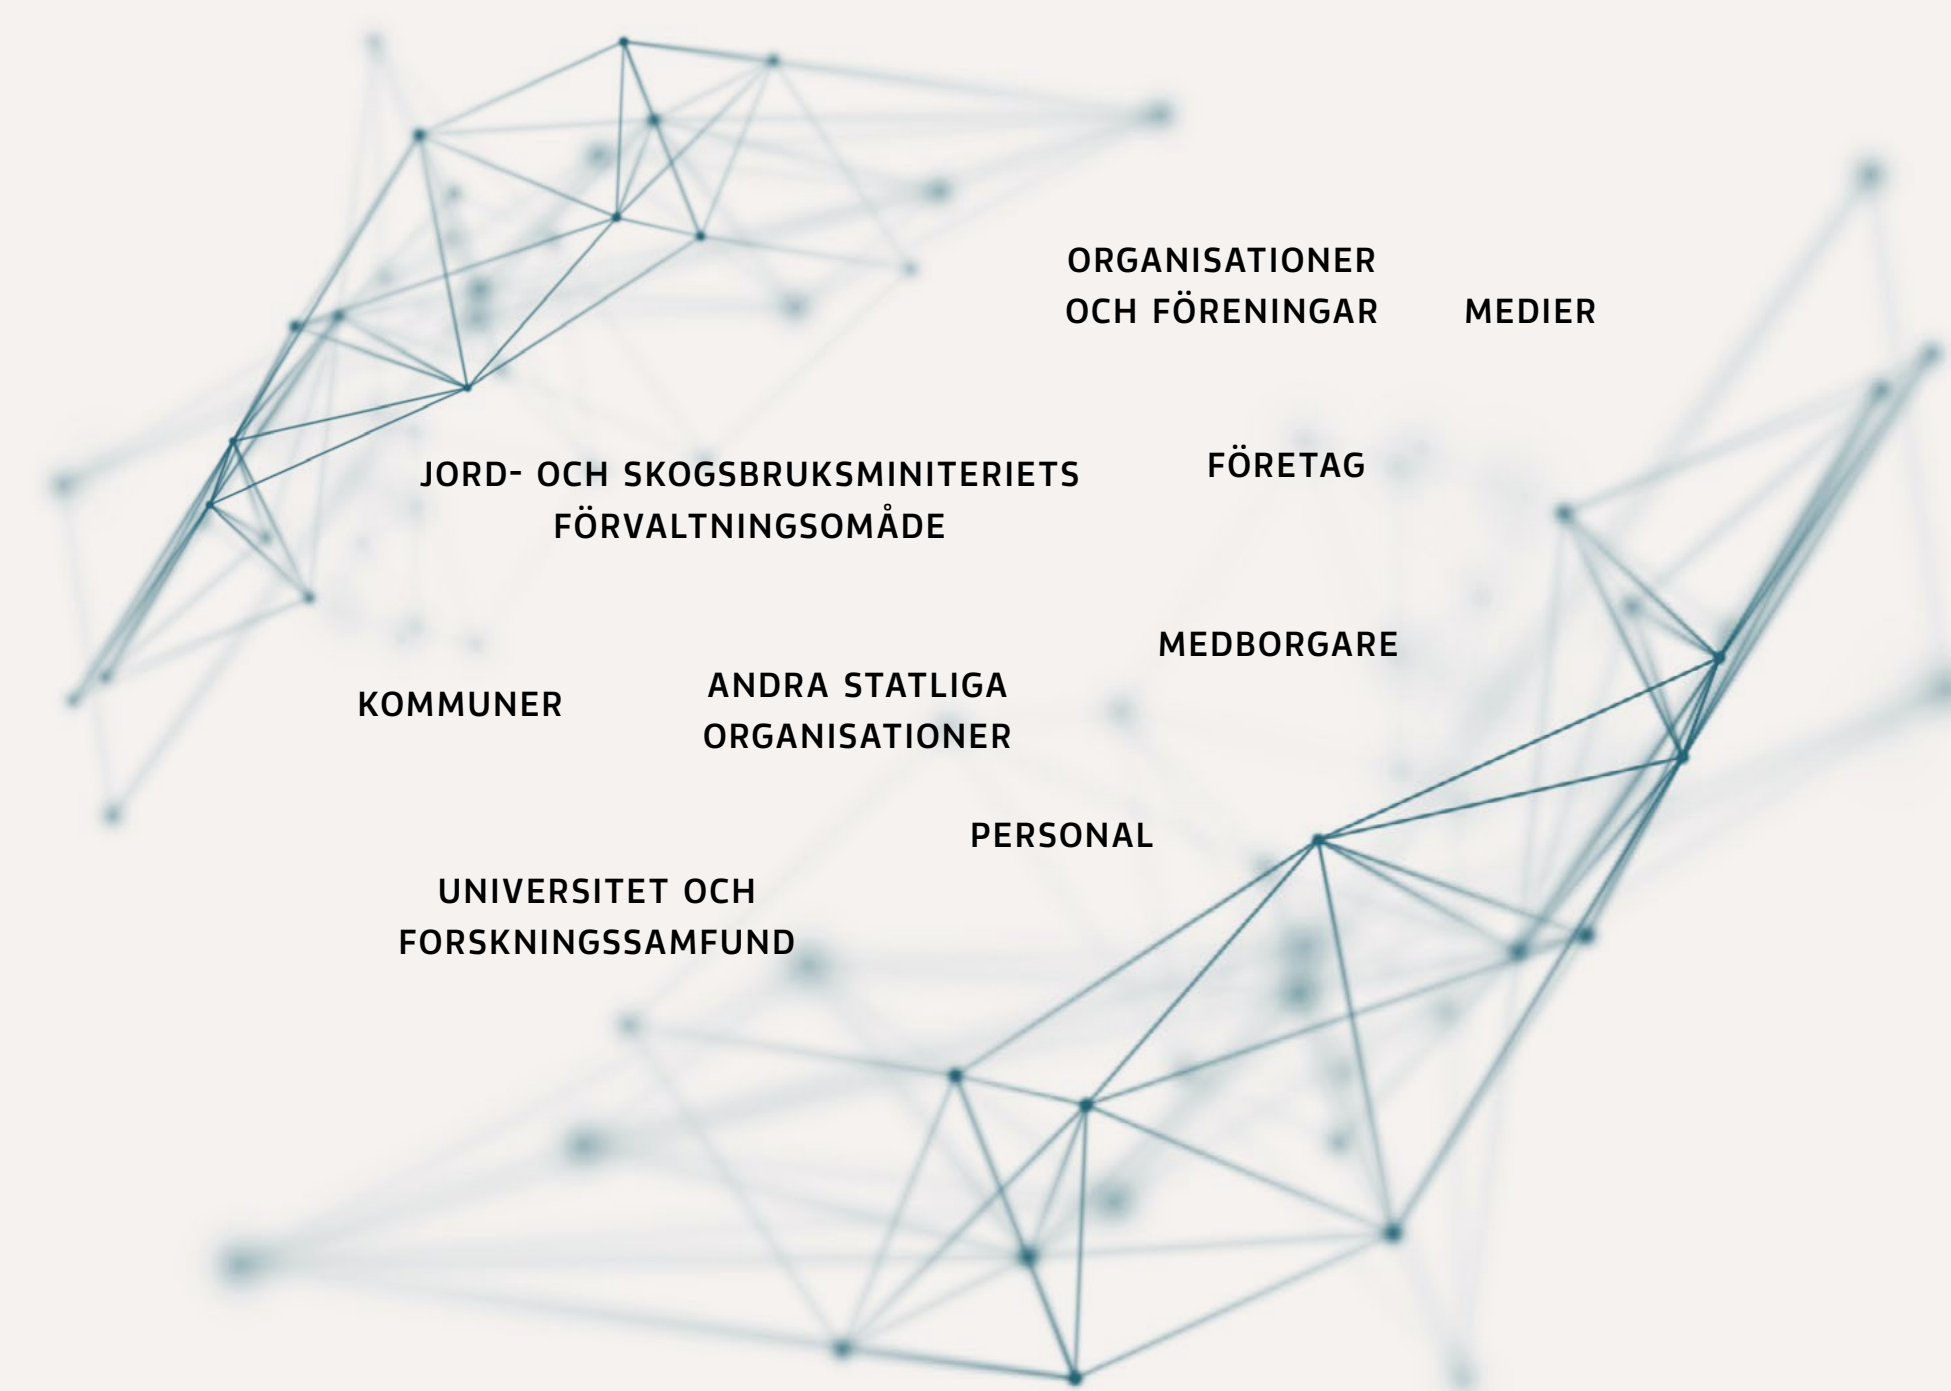 ORGANISATIONER
OCH FÖRENINGAR
MEDIER
JORD- OCH SKOGSBRUKSMINITERIETS
FÖRVALTNINGSOMÅDE
FÖRETAG
MEDBORGARE
KOMMUNER
ANDRA STATLIGA
ORGANISATIONER
PERSONAL
UNIVERSITET OCH
FORSKNINGSSAMFUND